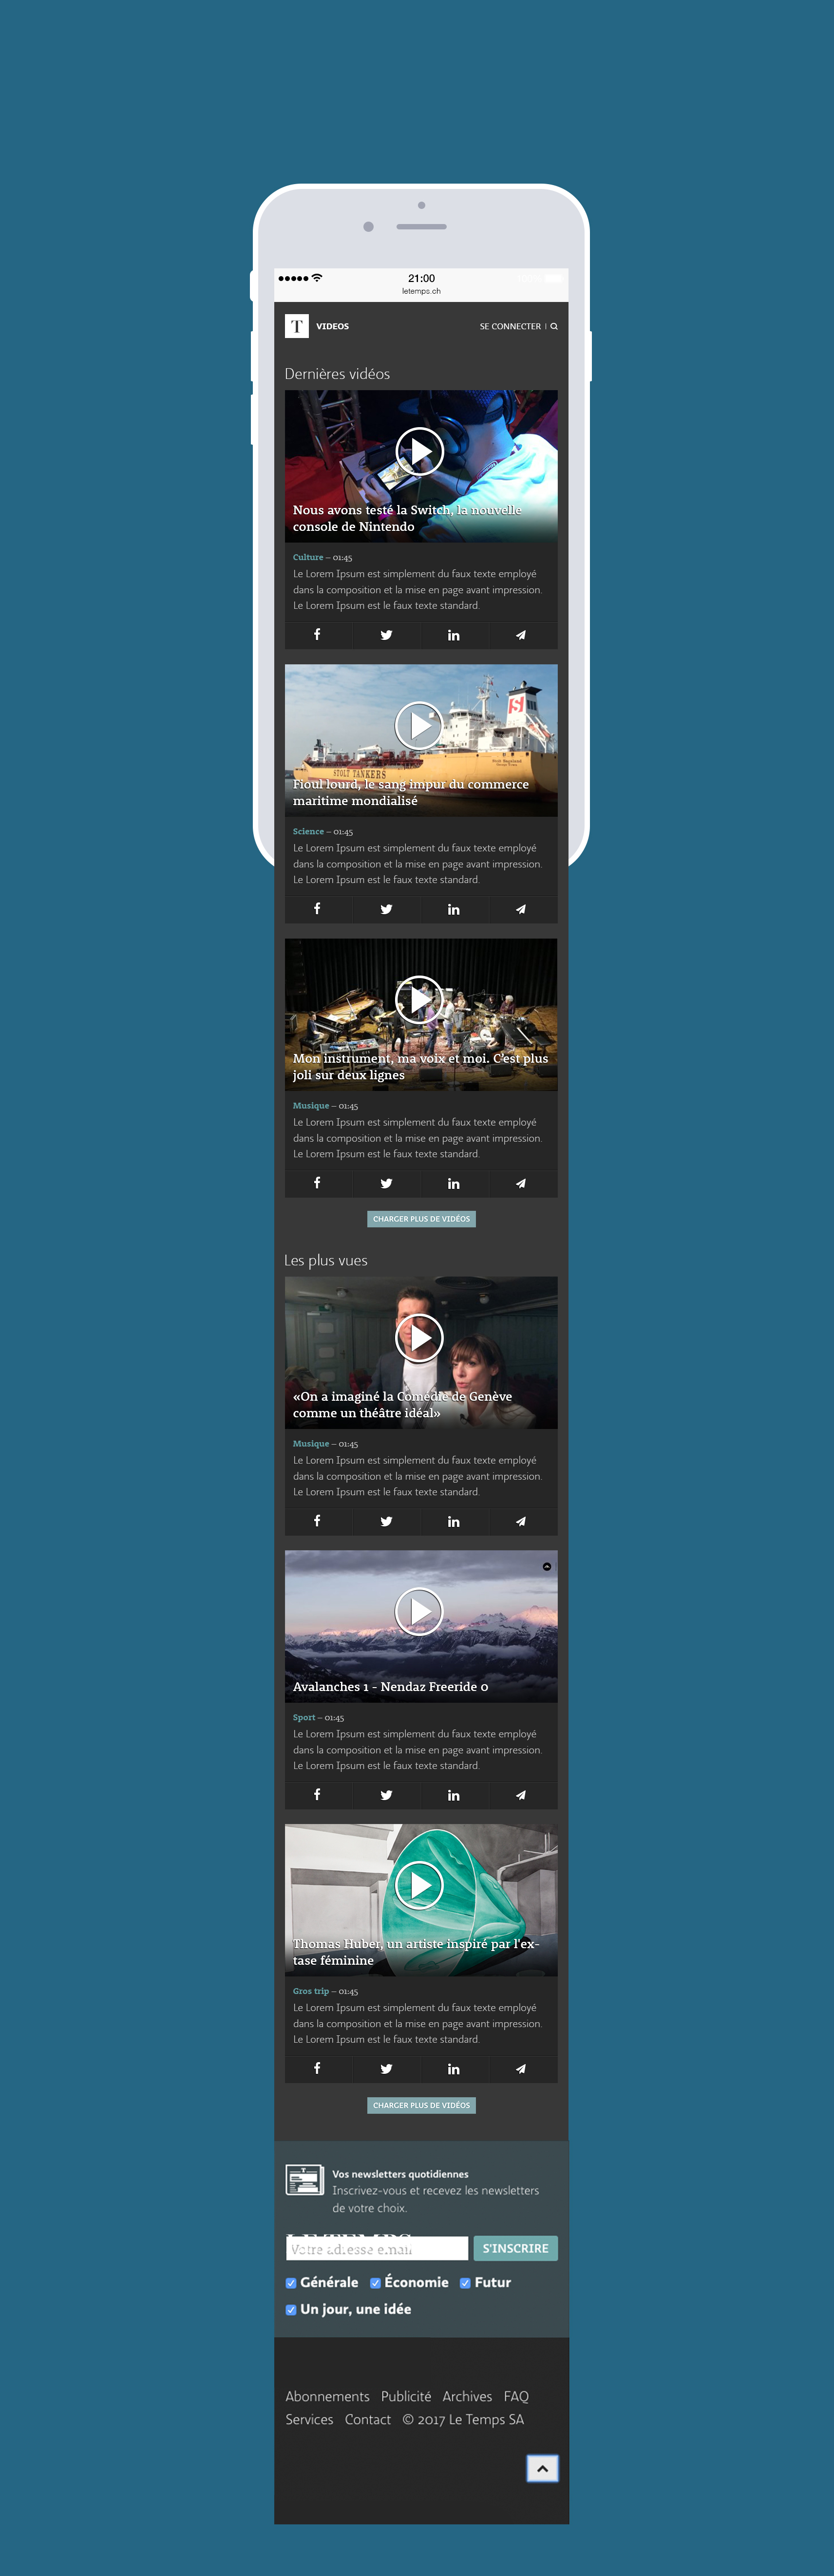 21:00
letemps.ch
T VIDEOS SE CONNECTER
Dernières vidéos
Nous avons testé la Switch, la nouvelle
console de Nintendo
Culture – 01:45
Le Lorem Ipsum est simplement du faux texte employé
dans la composition et la mise en page avant impression.
Le Lorem Ipsum est le faux texte standard.
S
STOLT TANKERS
Fioul lourd, le sang impur du commerce
maritime mondialisé
Science – 01:45
Le Lorem Ipsum est simplement du faux texte employé
dans la composition et la mise en page avant impression.
Le Lorem Ipsum est le faux texte standard.
Mon instrument, ma voix et moi. C’est plus
joli sur deux lignes
Musique – 01:45
Le Lorem Ipsum est simplement du faux texte employé
dans la composition et la mise en page avant impression.
Le Lorem Ipsum est le faux texte standard.
CHARGER PLUS DE VIDÉOS
Les plus vues
«On a imaginé la Comédie de Genève
comme un théâtre idéal»
Musique – 01:45
Le Lorem Ipsum est simplement du faux texte employé
dans la composition et la mise en page avant impression.
Le Lorem Ipsum est le faux texte standard.
Avalanches 1 - Nendaz Freeride 0
Sport – 01:45
Le Lorem Ipsum est simplement du faux texte employé
dans la composition et la mise en page avant impression.
Le Lorem Ipsum est le faux texte standard.
Thomas Huber, un artiste inspiré par l'ex-
tase féminine
Gros trip – 01:45
Le Lorem Ipsum est simplement du faux texte employé
dans la composition et la mise en page avant impression.
Le Lorem Ipsum est le faux texte standard.
CHARGER PLUS DE VIDÉOS
Vos newsletters quotidiennes
Inscrivez-vous et recevez les newsletters
de votre choix.
LE TEMPS
Votre adresse email S'INSCRIRE
Générale Économie Futur
Un jour, une idée
Abonnements Publicité Archives FAQ
Services Contact © 2017 Le Temps SA